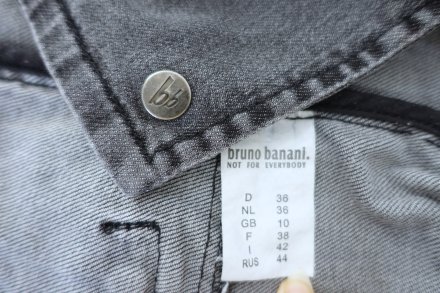 bb
bruno banani.
NOT FOR EVERYBODY
D 36
NL 36
GB 10
F 38
I 42
RUS 44